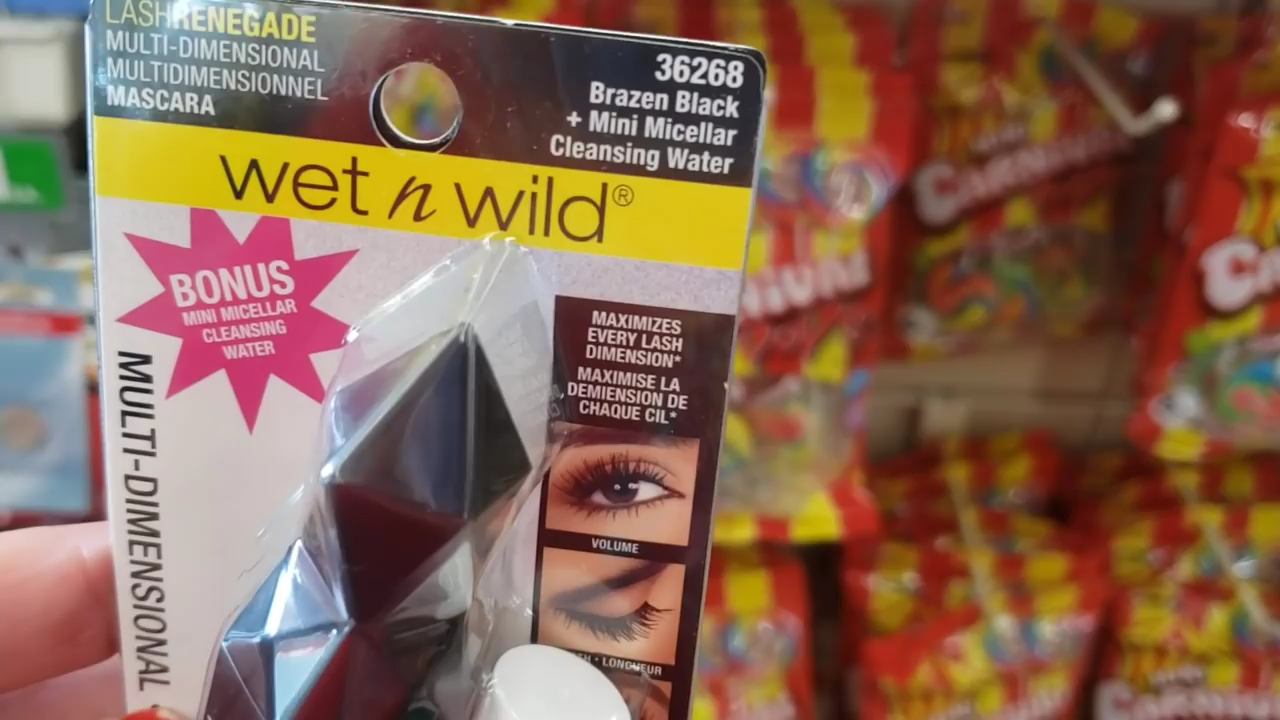 LASHRENEGADE
MULTI-DIMENSIONAL
MULTIDIMENSIONNEL
MASCARA
36268
Brazen Black
+ Mini Micellar
Cleansing Water
wet n wild®
BONUS
MINI MICELLAR
CLEANSING
WATER
MULTI-DIMENSIONAL
MAXIMIZES
EVERY LASH
DIMENSION*
MAXIMISE LA
DEMIENSION DE
CHAQUE CIL*
VOLUME
LONGUEUR
CARNIVAL